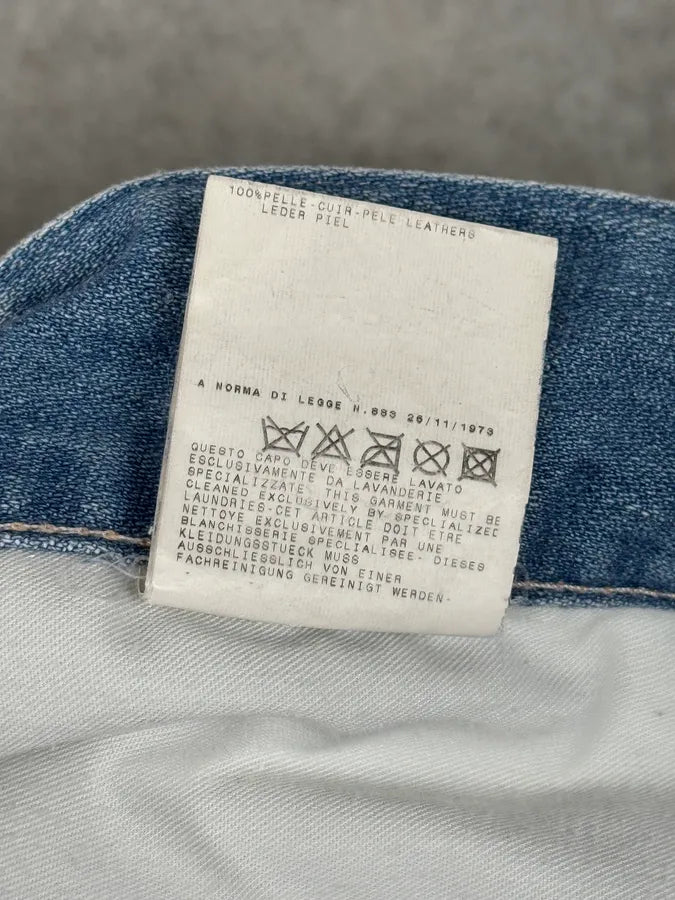 100%PELLE-CUIR-PELE LEATHERS
LEDER PIEL
A NORMA DI LEGGE N.883 26/11/1973
QUESTO CAPO DEVE ESSERE LAVATO
ESCLUSIVAMENTE DA LAVANDERIE
SPECIALIZZATE. THIS GARMENT MUST BE
CLEANED EXCLUSIVELY BY SPECIALIZED
LAUNDRIES-CET ARTICLE DOIT ETRE
NETTOYE EXCLUSIVEMENT PAR UNE
BLANCHISSERIE SPECIALISEE- DIESES
KLEIDUNGSSTUECK MUSS
AUSSCHLIESSLICH VON EINER
FACHREINIGUNG GEREINIGT WERDEN-